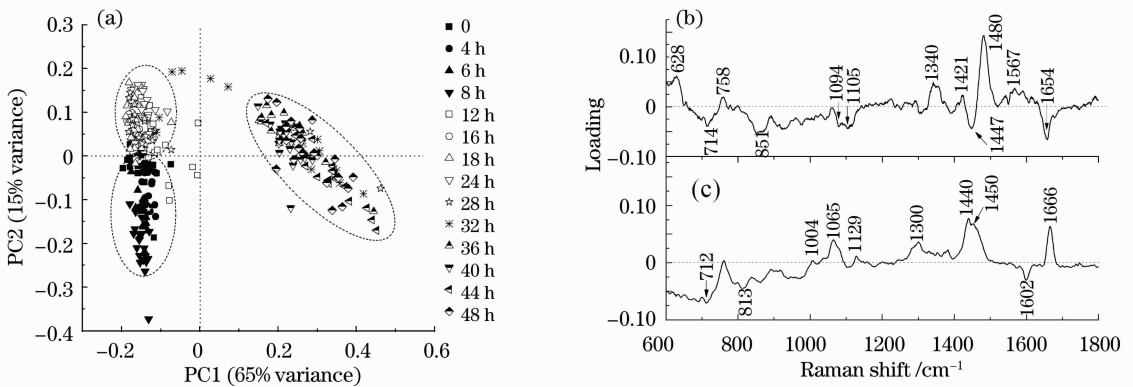 (a)
0.3
0.2
0.1
0
−0.1
−0.2
−0.3
−0.4
PC2 (15% variance)
−0.2
0
0.2
0.4
0.6
PC1 (65% variance)
0
4 h
6 h
8 h
12 h
16 h
18 h
24 h
28 h
32 h
36 h
40 h
44 h
48 h
(b)
0.10
0
−0.10
628
714
758
851
1094
1105
1340
1421
1447
1480
1567
1654
Loading
(c)
0.10
0
−0.10
712
813
1004
1065
1129
1300
1440
1450
1602
1666
600
800
1000
1200
1400
1600
1800
Raman shift /cm−1